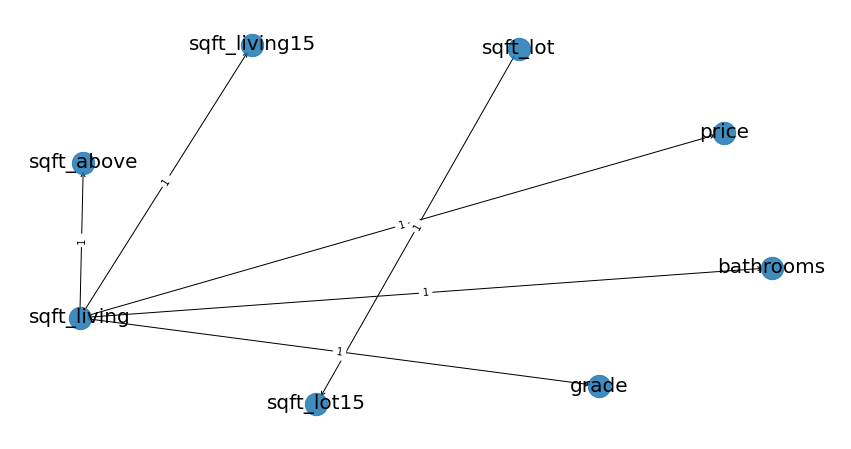 sqft_living15
sqft_lot
price
sqft_above
1
1
1
1
1
bathrooms
1
sqft_living
1
grade
sqft_lot15